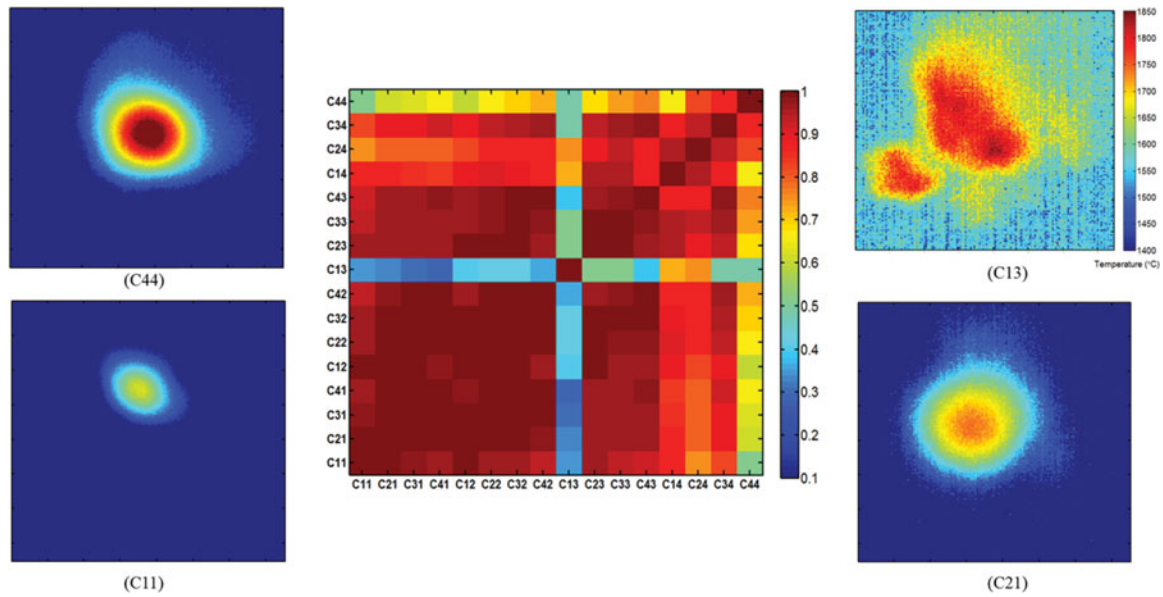 (C44)
(C11)
C44
C34
C24
C14
C43
C33
C23
C13
C42
C32
C22
C12
C41
C31
C21
C11
C11 C21 C31 C41 C12 C22 C32 C42 C13 C23 C33 C43 C14 C24 C34 C44
1
0.9
0.8
0.7
0.6
0.5
0.4
0.3
0.2
0.1
1850
1800
1750
1700
1650
1600
1550
1500
1450
1400
Temperature (°C)
(C13)
(C21)